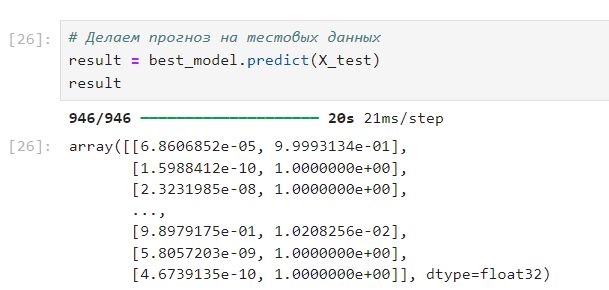 [26]: # Делаем прогноз на тестовых данных
result = best_model.predict(X_test)
result
946/946 ━━━━━━━━━━━━━━━━━━━━ 20s 21ms/step
[26]: array([[6.8606852e-05, 9.9993134e-01],
[1.5988412e-10, 1.0000000e+00],
[2.3231985e-08, 1.0000000e+00],
...,
[9.8979175e-01, 1.0208256e-02],
[5.8057203e-09, 1.0000000e+00],
[4.6739135e-10, 1.0000000e+00]], dtype=float32)